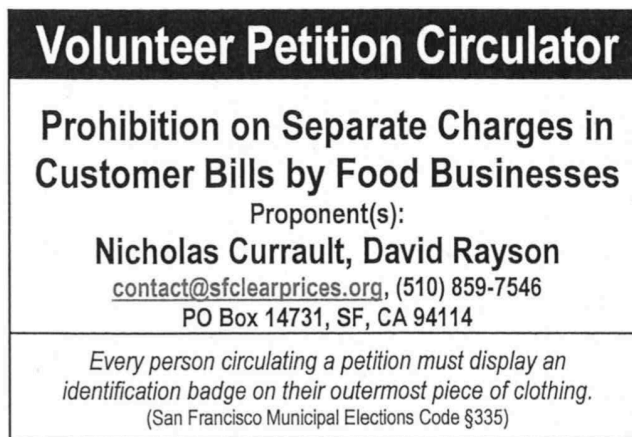 Volunteer Petition Circulator
Prohibition on Separate Charges in
Customer Bills by Food Businesses
Proponent(s):
Nicholas Currault, David Rayson
contact@sfclearprices.org, (510) 859-7546
PO Box 14731, SF, CA 94114
Every person circulating a petition must display an
identification badge on their outermost piece of clothing.
(San Francisco Municipal Elections Code §335)